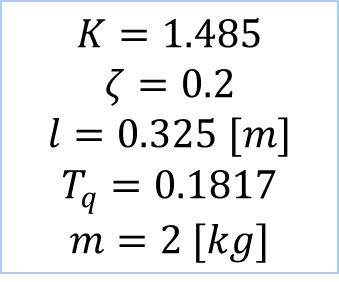 K = 1.485
ζ = 0.2
l = 0.325 [m]
T_q = 0.1817
m = 2 [kg]